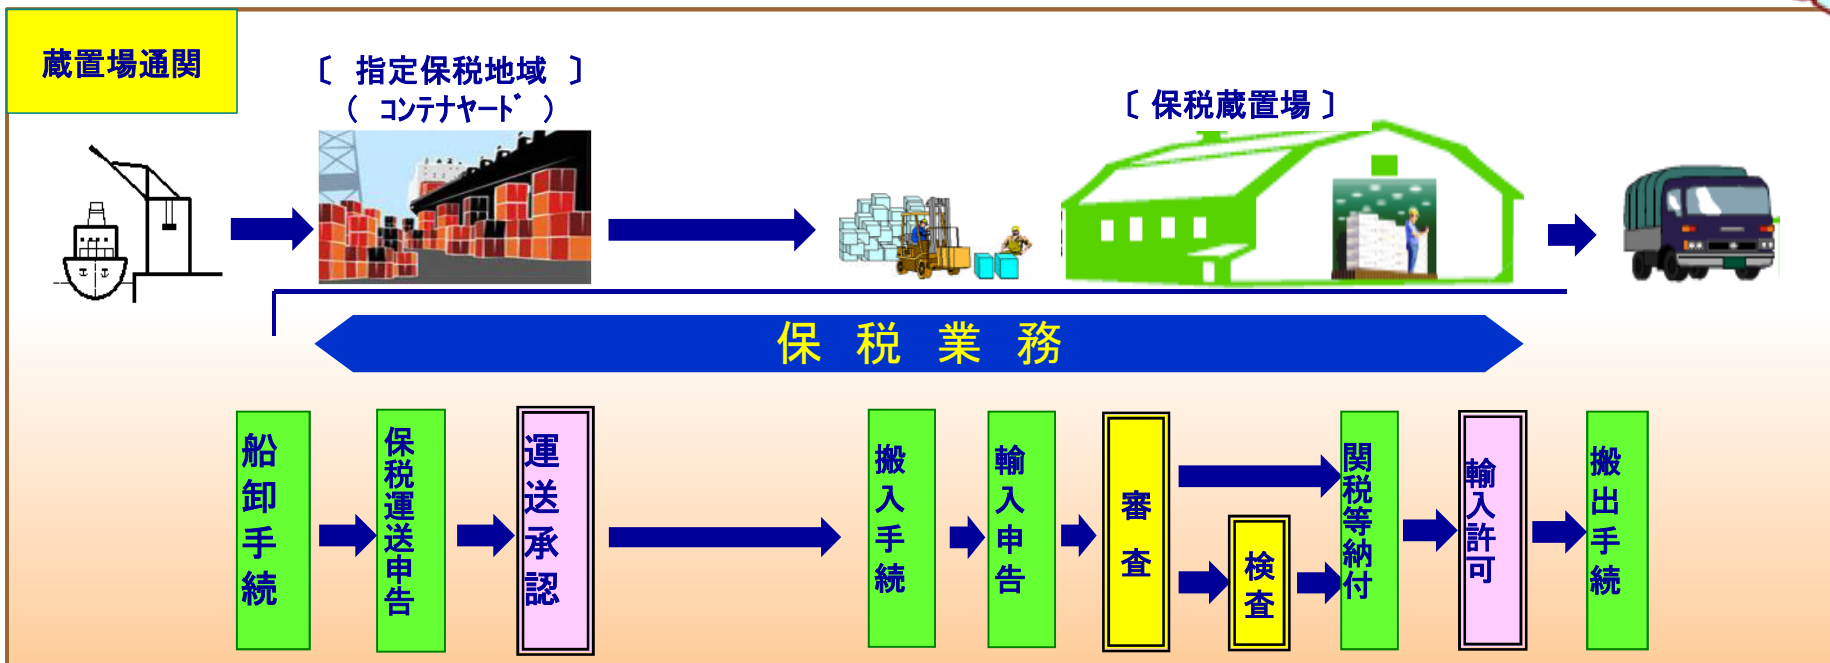 蔵置場通関
〔 指定保税地域 〕
( コンテナヤード )
〔 保税蔵置場 〕
保税業務
船卸手続
保税運送申告
運送承認
搬入手続
輸入申告
審査
検査
関税等納付
輸入許可
搬出手続